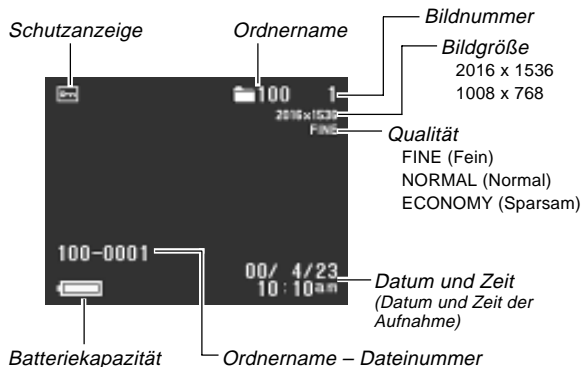 Schutzanzeige
Ordnername
Bildnummer
Bildgröße
2016 x 1536
1008 x 768
100 1
2016x1536
FINE
Qualität
FINE (Fein)
NORMAL (Normal)
ECONOMY (Sparsam)
100-0001
00/ 4/23
10:10am
Datum und Zeit
(Datum und Zeit der
Aufnahme)
Batteriekapazität
Ordnername – Dateinummer